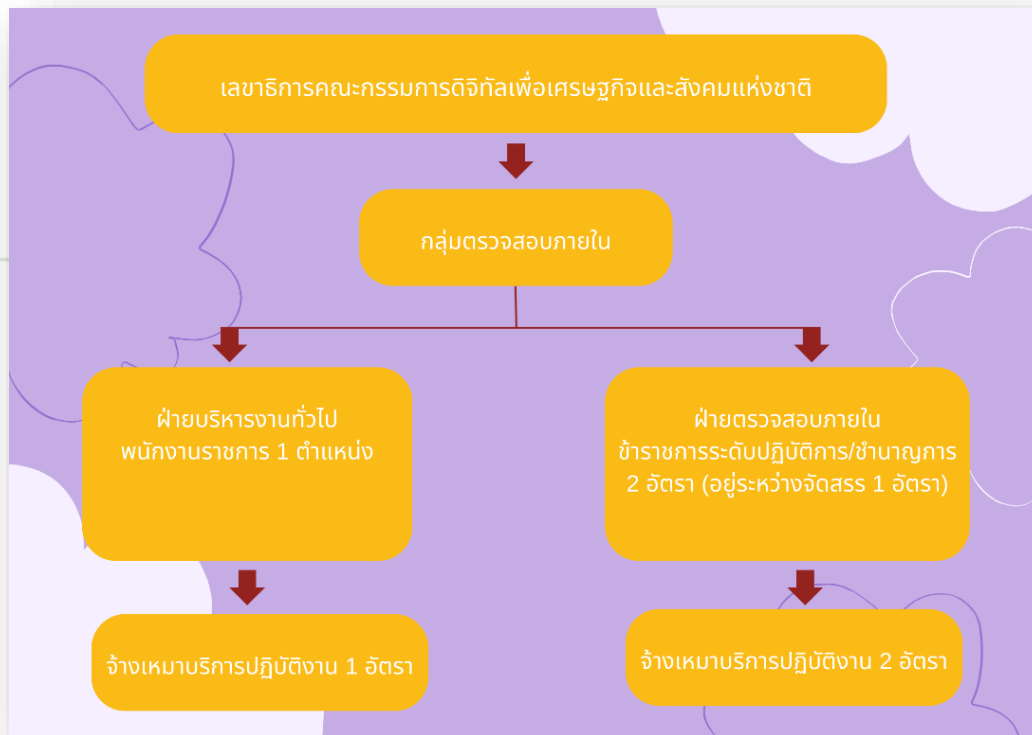 เลขาธิการคณะกรรมการดิจิทัลเพื่อเศรษฐกิจและสังคมแห่งชาติ
กลุ่มตรวจสอบภายใน
ฝ่ายบริหารงานทั่วไป
พนักงานราชการ 1 ตำแหน่ง
ฝ่ายตรวจสอบภายใน
ข้าราชการระดับปฏิบัติการ/ชำนาญการ
2 อัตรา (อยู่ระหว่างจัดสรร 1 อัตรา)
จ้างเหมาบริการปฏิบัติงาน 1 อัตรา
จ้างเหมาบริการปฏิบัติงาน 2 อัตรา